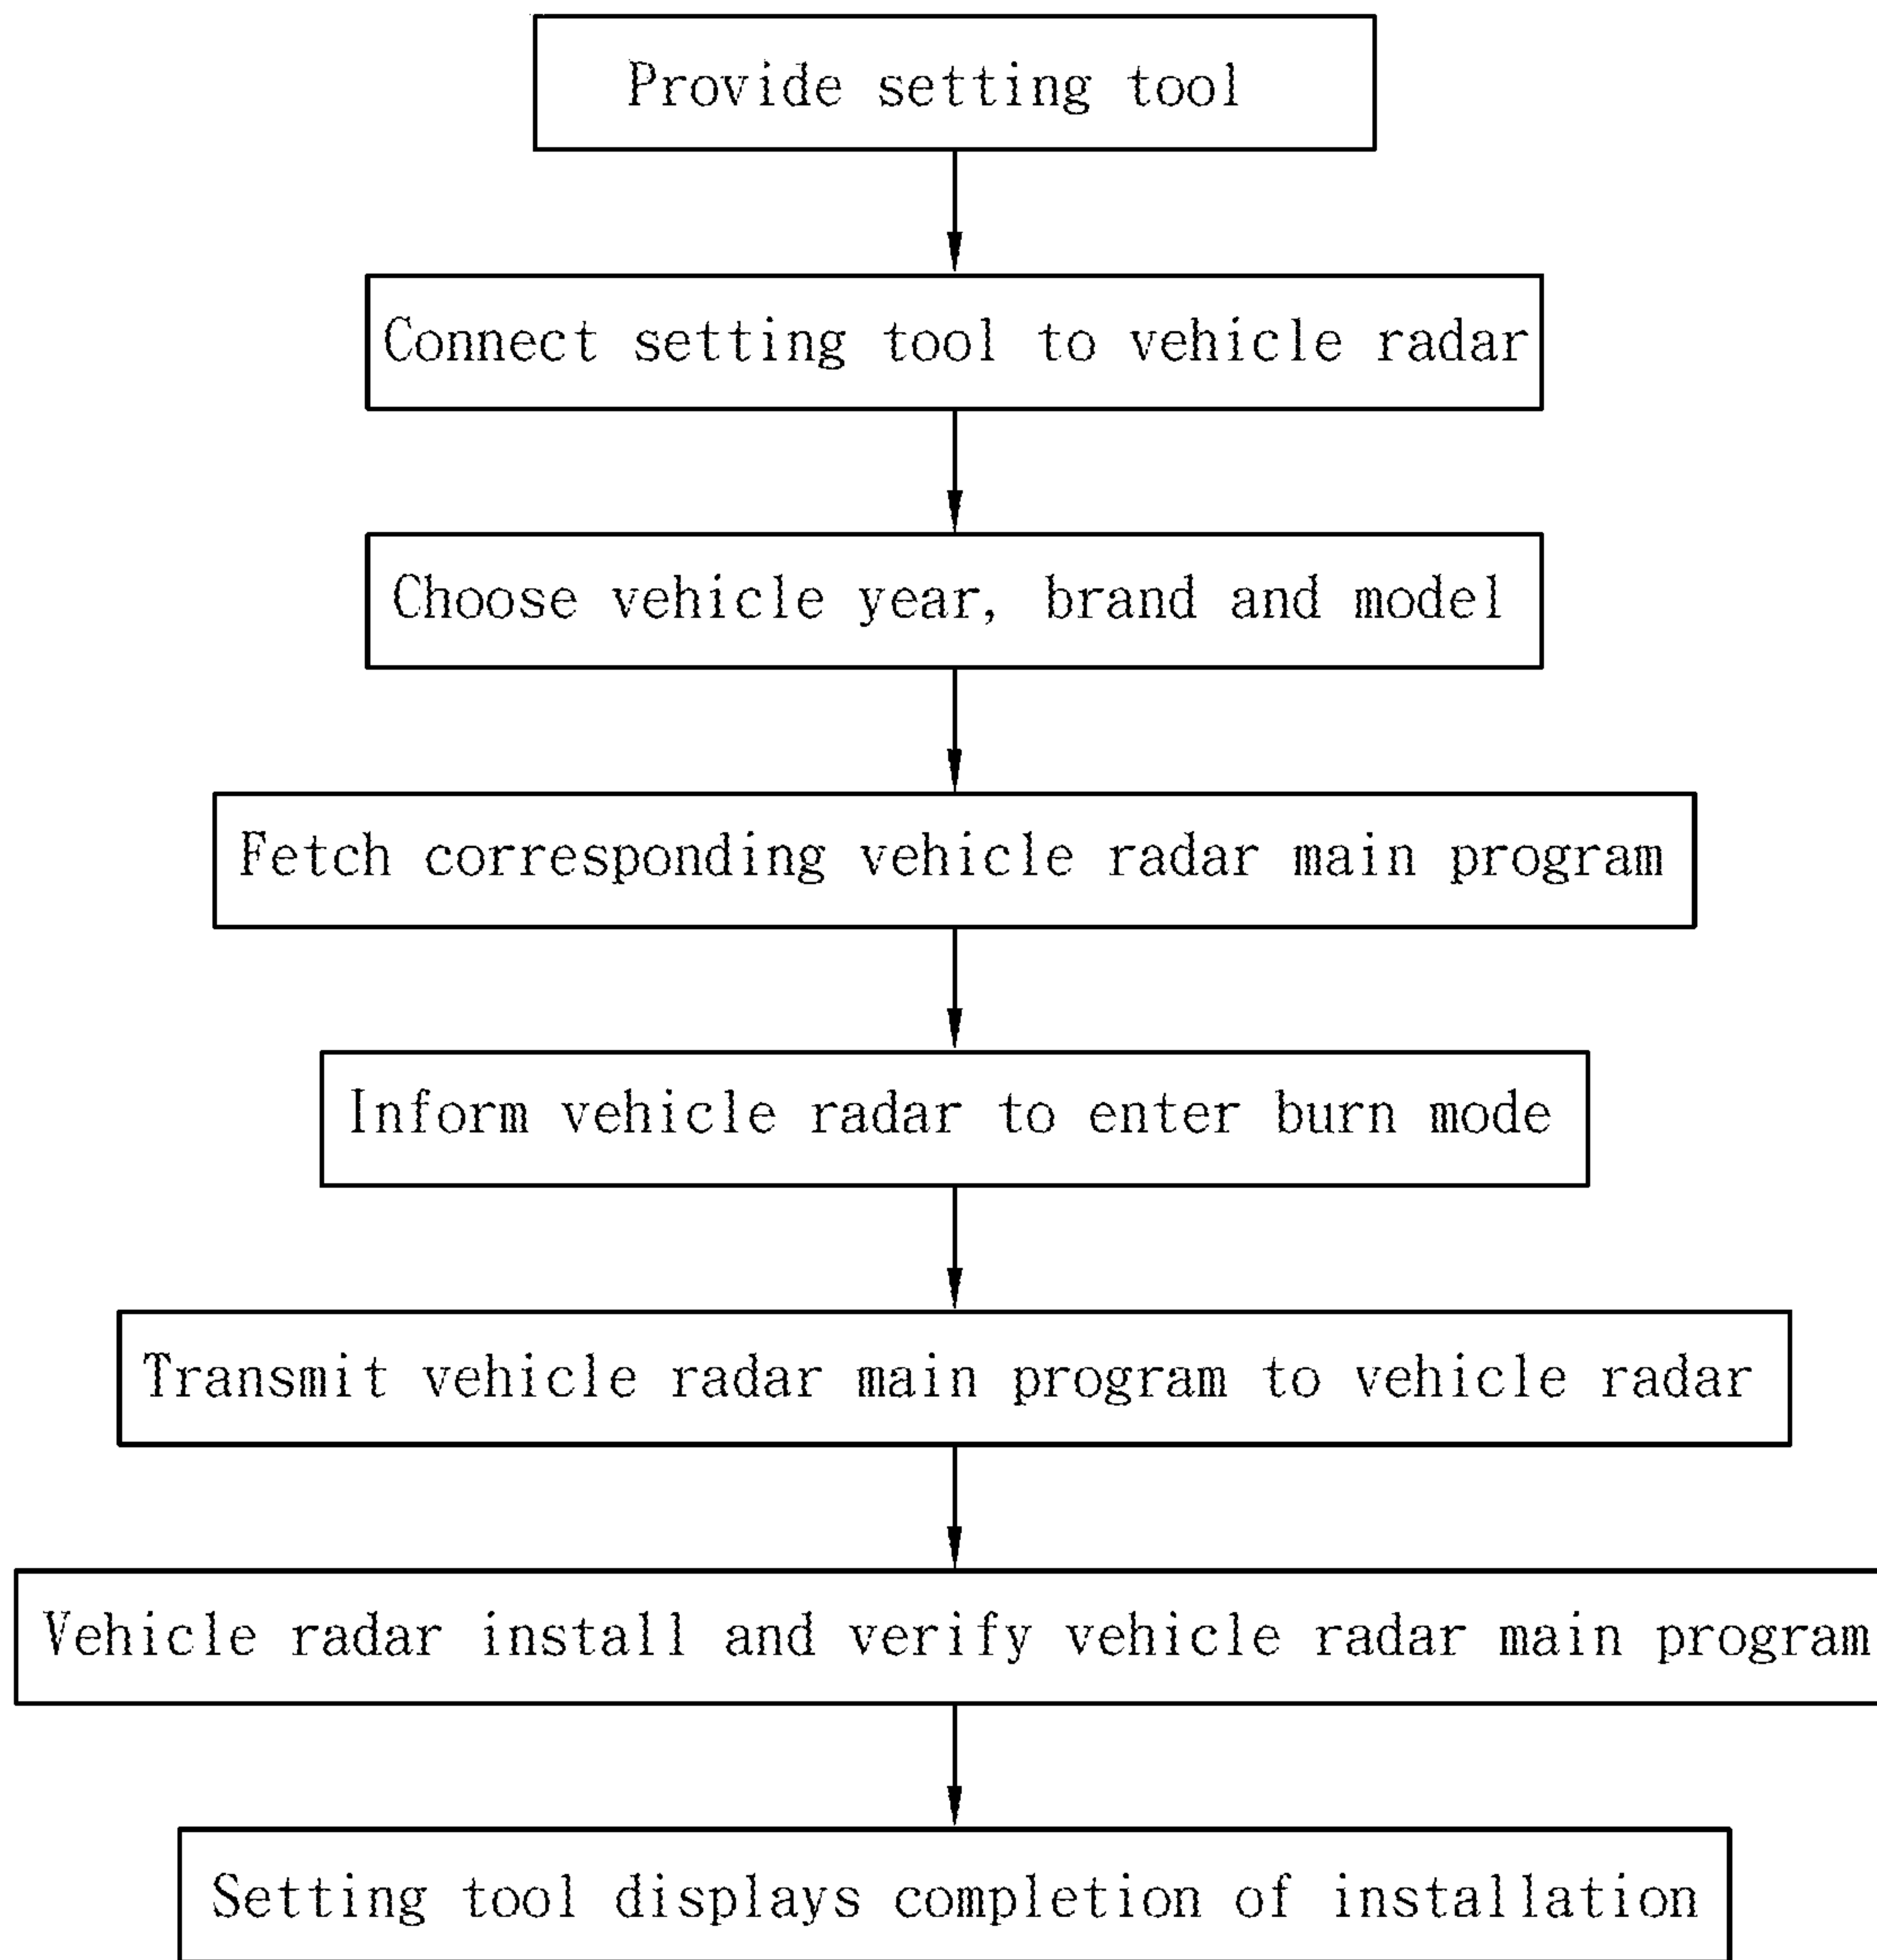 Provide setting tool
Connect setting tool to vehicle radar
Choose vehicle year, brand and model
Fetch corresponding vehicle radar main program
Inform vehicle radar to enter burn mode
Transmit vehicle radar main program to vehicle radar
Vehicle radar install and verify vehicle radar main program
Setting tool displays completion of installation